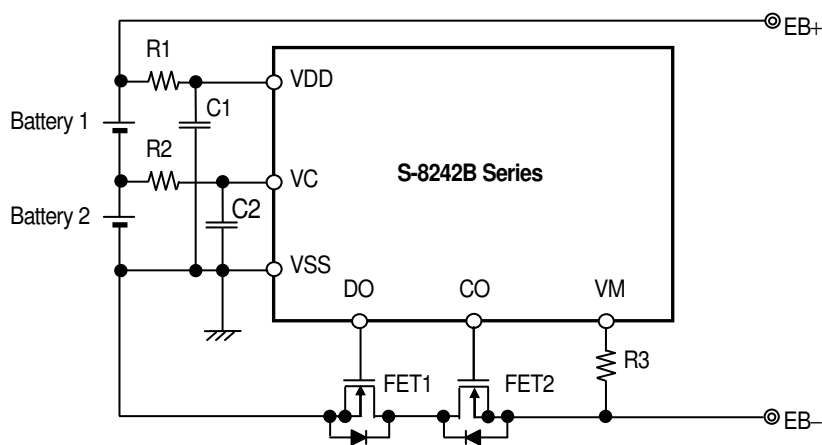 EB+
R1
VDD
C1
Battery 1
R2
S-8242B Series
VC
C2
Battery 2
VSS
DO
CO
VM
R3
FET1
FET2
EB−